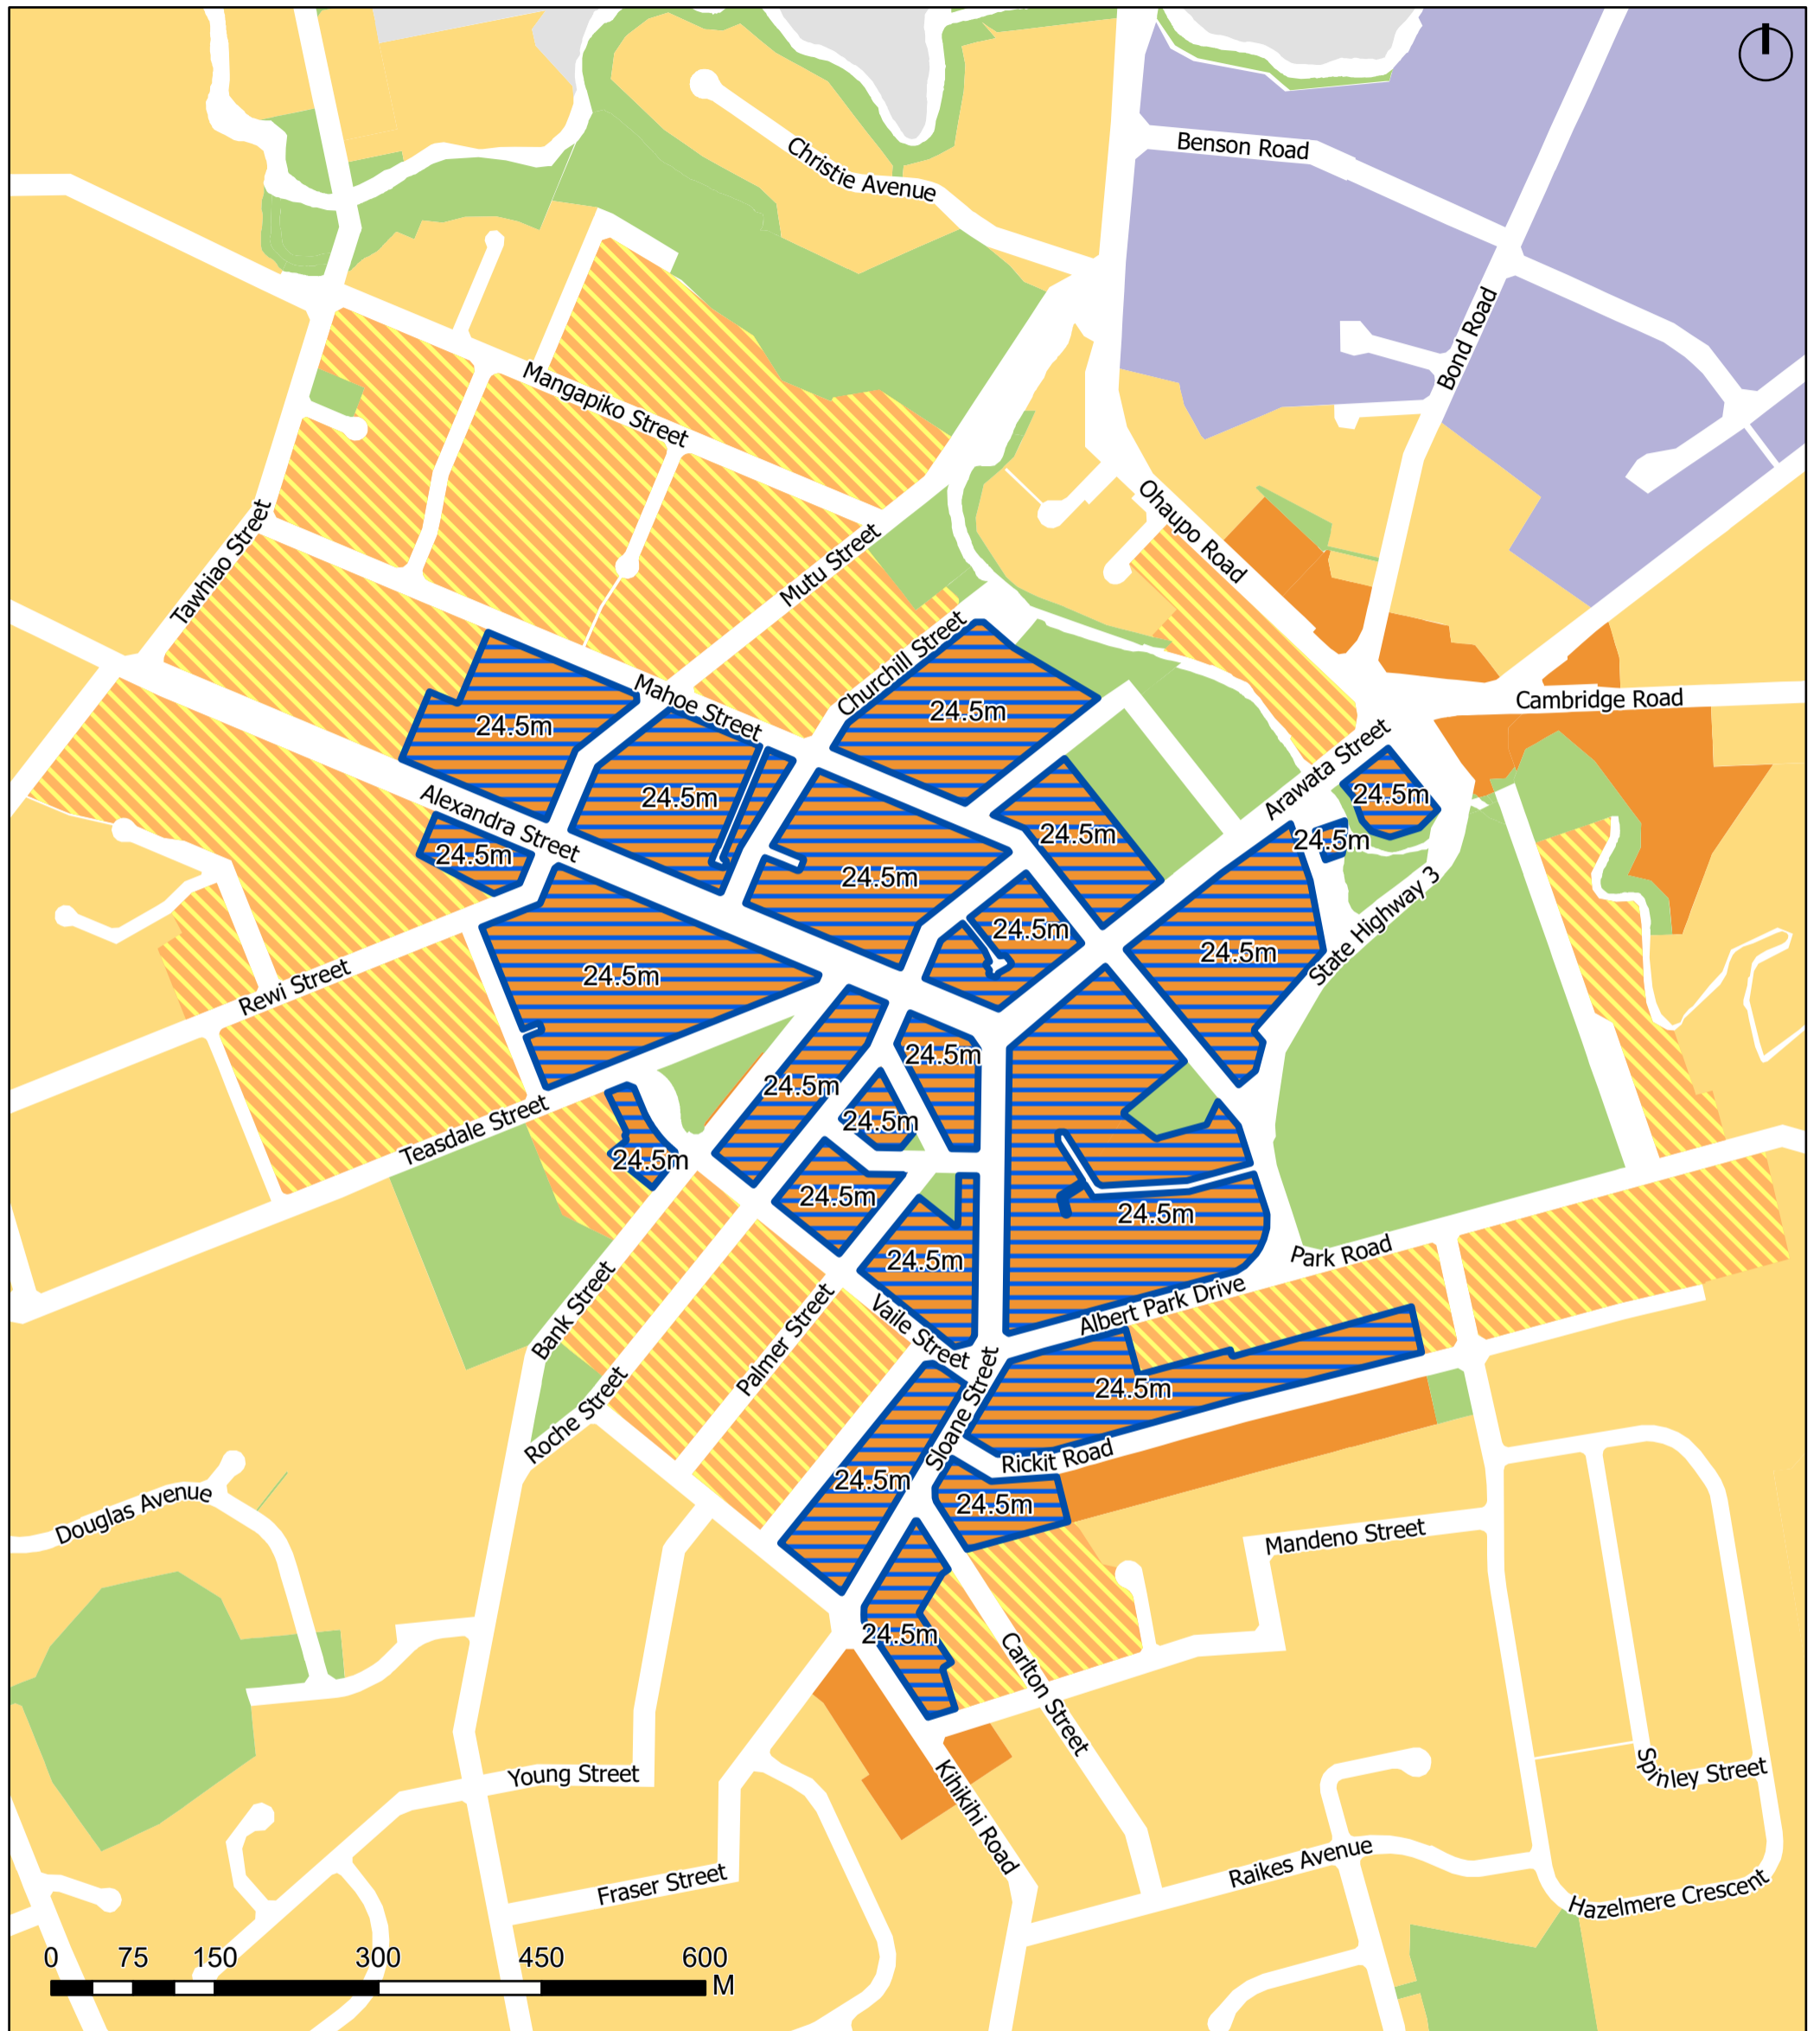 Benson Road
Christie Avenue
Bond Road
Mangapiko Street
Ohaupo Road
Tawhiao Street
Mutu Street
Churchill Street
Mahoe Street
Cambridge Road
24.5m
24.5m
Arawata Street
24.5m
24.5m
Alexandra Street
24.5m
24.5m
24.5m
24.5m
State Highway 3
24.5m
24.5m
24.5m
Rewi Street
24.5m
24.5m
24.5m
Teasdale Street
24.5m
24.5m
24.5m
Park Road
24.5m
Albert Park Drive
Bank Street
Palmer Street
Vaile Street
24.5m
Roche Street
Sloane Street
Rickit Road
24.5m
24.5m
Douglas Avenue
Mandeno Street
24.5m
Carlton Street
Young Street
Spinley Street
Kihikihi Road
Fraser Street
Raikes Avenue
Hazelmere Crescent
0 75 150 300 450 600
M